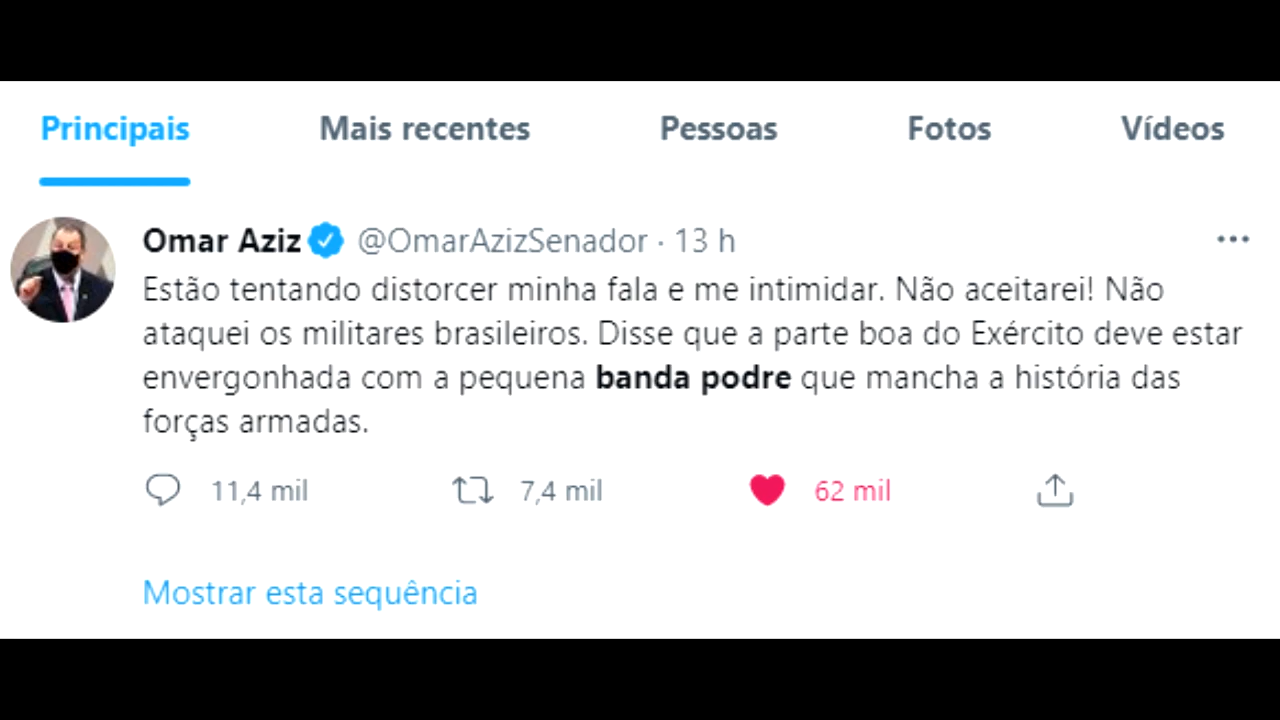 Principais Mais recentes Pessoas Fotos Vídeos
Omar Aziz @OmarAzizSenador · 13 h
Estão tentando distorcer minha fala e me intimidar. Não aceitarei! Não
ataquei os militares brasileiros. Disse que a parte boa do Exército deve estar
envergonhada com a pequena banda podre que mancha a história das
forças armadas.
11,4 mil 7,4 mil 62 mil
Mostrar esta sequência